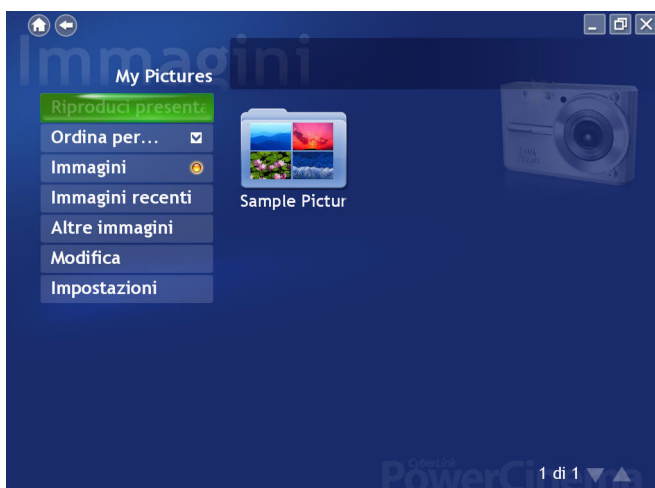 Immagini
My Pictures
Riproduci presenta
Ordina per...
Immagini
Immagini recenti
Altre immagini
Modifica
Impostazioni
Sample Pictur
CyberLink
PowerCinema
1 di 1